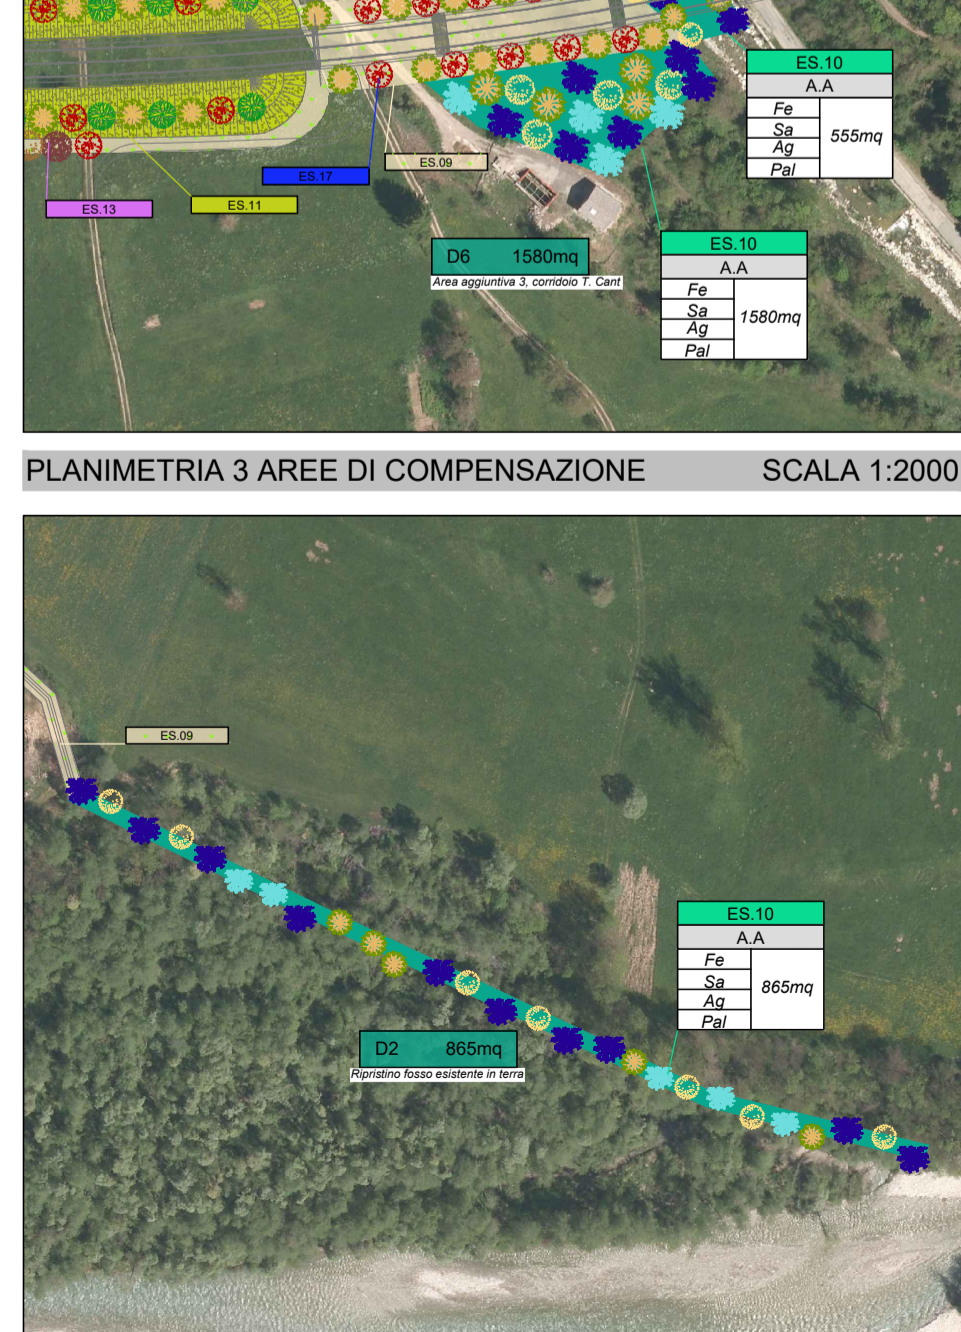 ES.10
A.A
Fe
Sa
Ag
Pal
555mq
ES.09
ES.17
ES.13
ES.11
D6 1580mq
Area aggiuntiva 3, corridoio T. Cant
ES.10
A.A
Fe
Sa
Ag
Pal
1580mq
PLANIMETRIA 3 AREE DI COMPENSAZIONE SCALA 1:2000
ES.09
ES.10
A.A
Fe
Sa
Ag
Pal
865mq
D2 865mq
Ripristino fosso esistente in terra